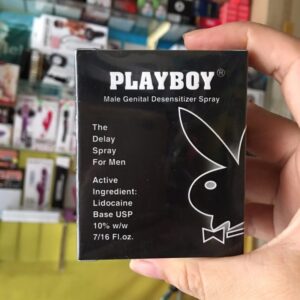 PLAYBOY®
Male Genital Desensitizer Spray
The
Delay
Spray
For Men
Active
Ingredient:
Lidocaine
Base USP
10% w/w
7/16 Fl.oz.